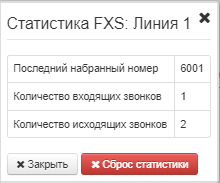 Статистика FXS: Линия 1 ✖
Последний набранный номер 6001
Количество входящих звонков 1
Количество исходящих звонков 2
✖ Закрыть ✖ Сброс статистики